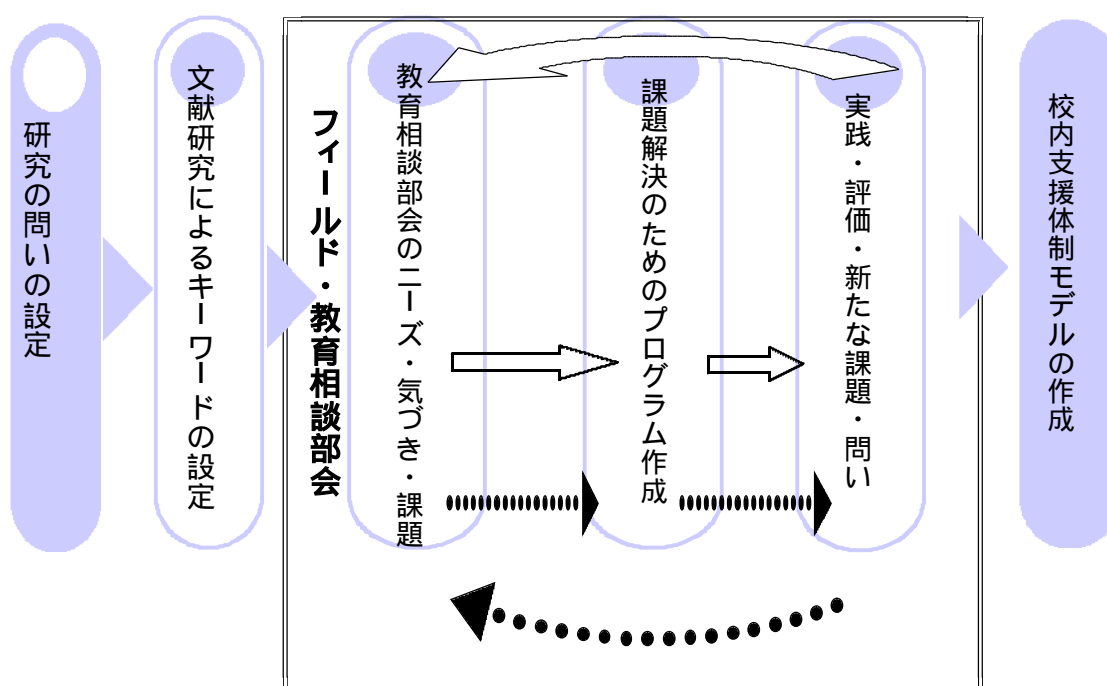 研究の問いの設定
文献研究によるキーワードの設定
フィールド・教育相談部会
教育相談部会のニーズ・気づき・課題
課題解決のためのプログラム作成
実践・評価・新たな課題・問い
校内支援体制モデルの作成